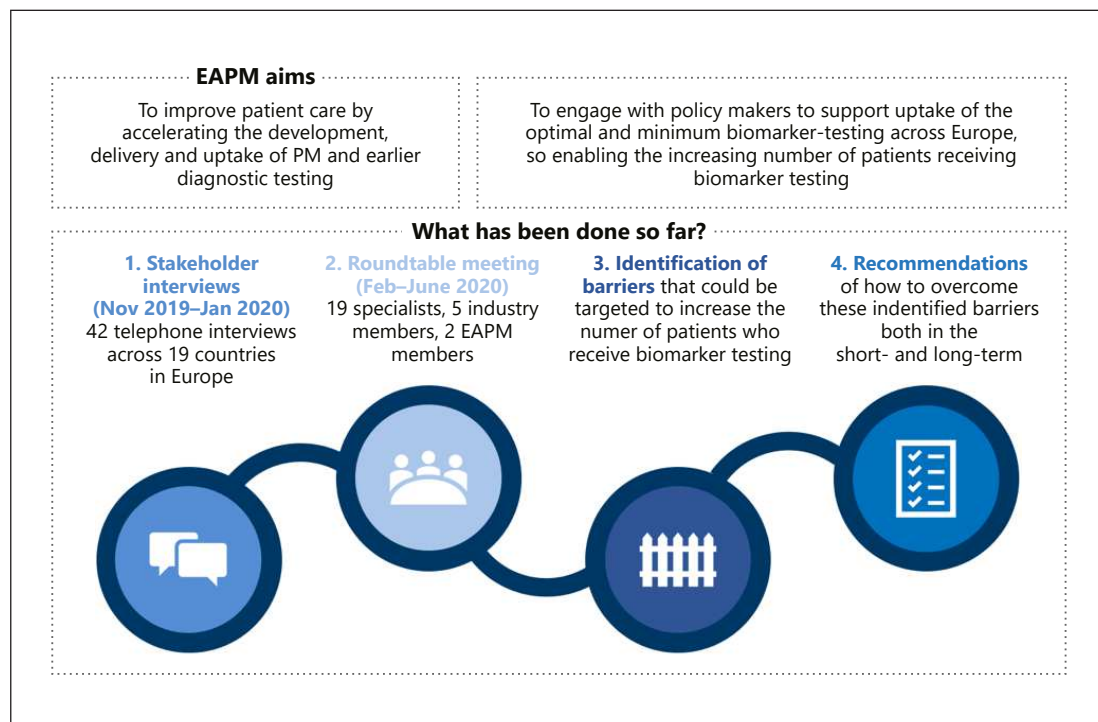 EAPM aims
To improve patient care by
accelerating the development,
delivery and uptake of PM and earlier
diagnostic testing
To engage with policy makers to support uptake of the
optimal and minimum biomarker-testing across Europe,
so enabling the increasing number of patients receiving
biomarker testing
What has been done so far?
1. Stakeholder
interviews
(Nov 2019–Jan 2020)
42 telephone interviews
across 19 countries
in Europe
2. Roundtable meeting
(Feb–June 2020)
19 specialists, 5 industry
members, 2 EAPM
members
3. Identification of
barriers that could be
targeted to increase the
numer of patients who
receive biomarker testing
4. Recommendations
of how to overcome
these indentified barriers
both in the
short- and long-term